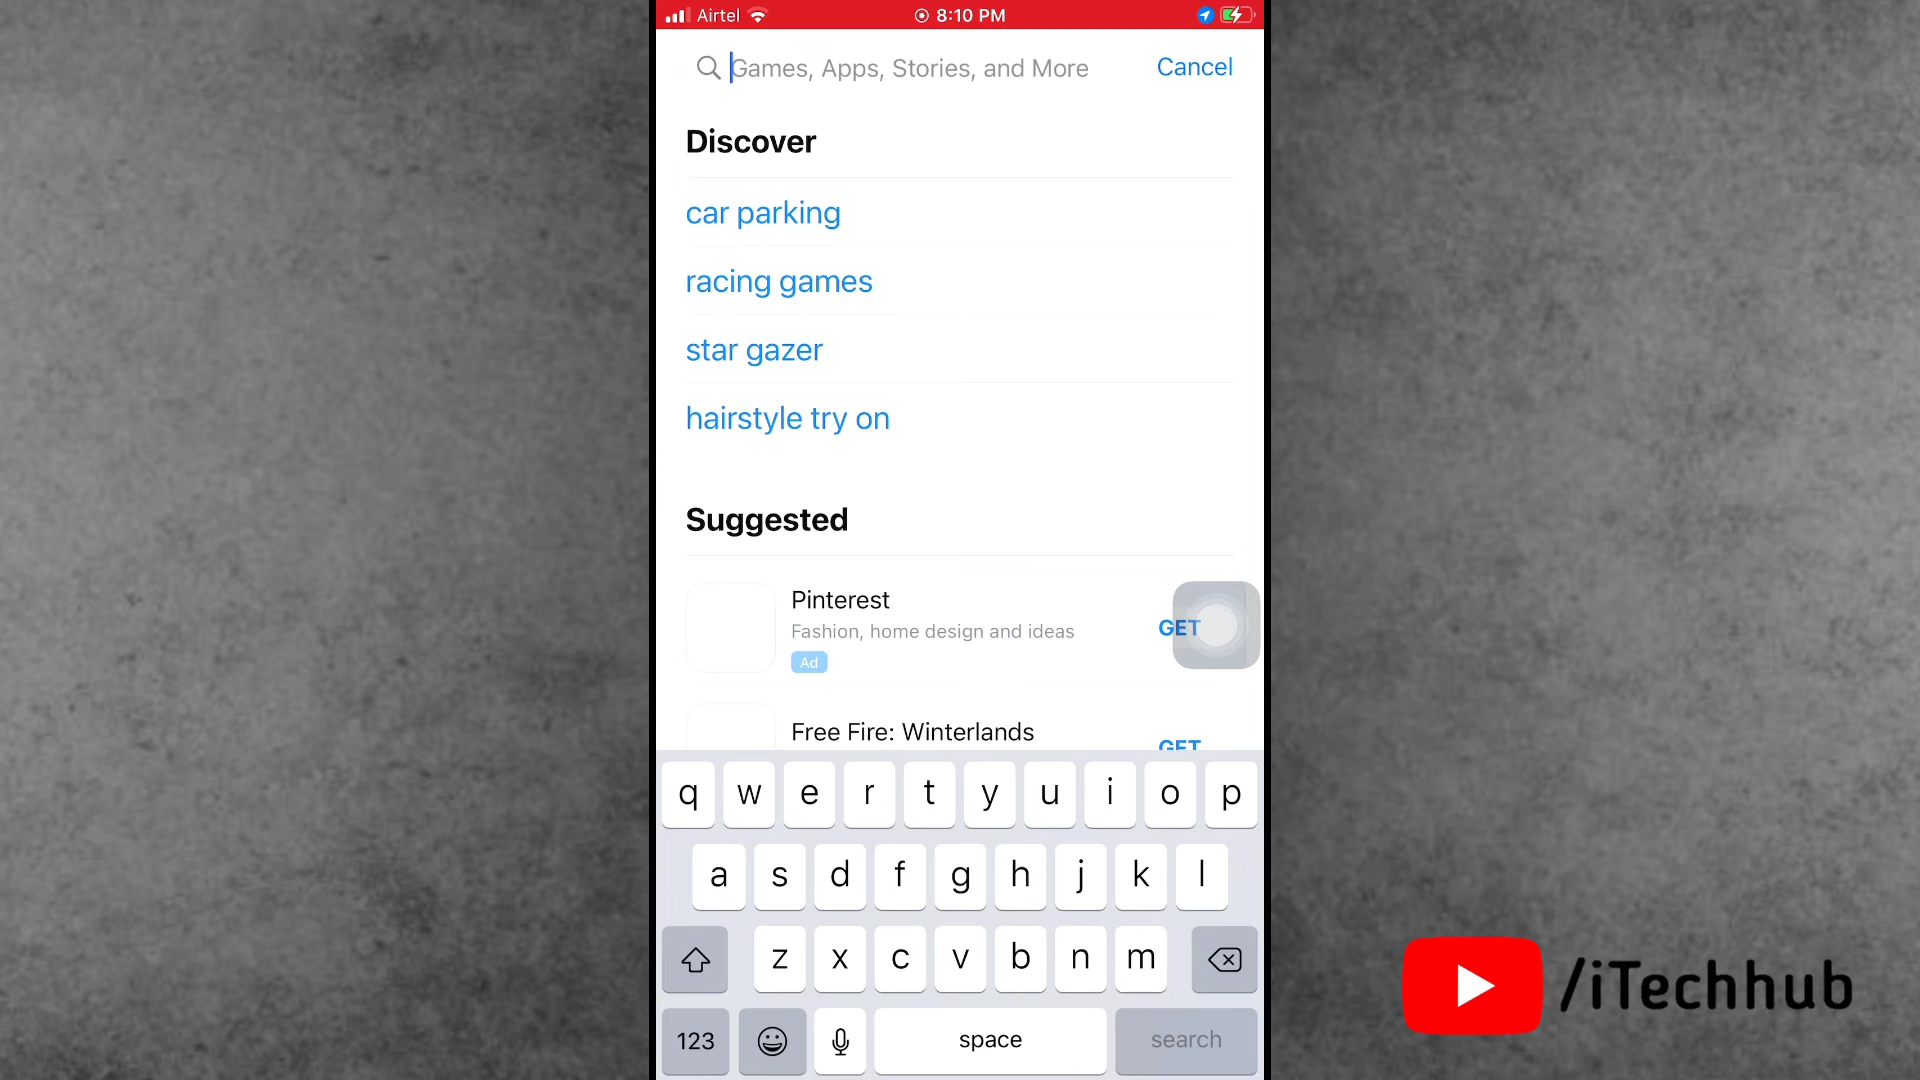 Airtel 8:10 PM
Games, Apps, Stories, and More Cancel
Discover
car parking
racing games
star gazer
hairstyle try on
Suggested
Pinterest
Fashion, home design and ideas
GET
Ad
Free Fire: Winterlands
GET
q w e r t y u i o p
a s d f g h j k l
z x c v b n m
123 space search
/iTechhub